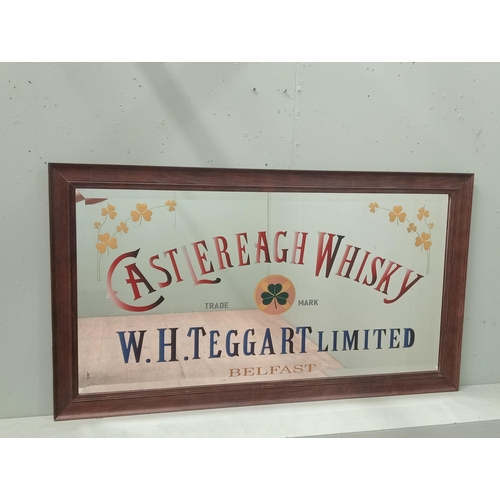 CASTLEREAGH WHISKY
TRADE MARK
W.H. TEGGART LIMITED
BELFAST